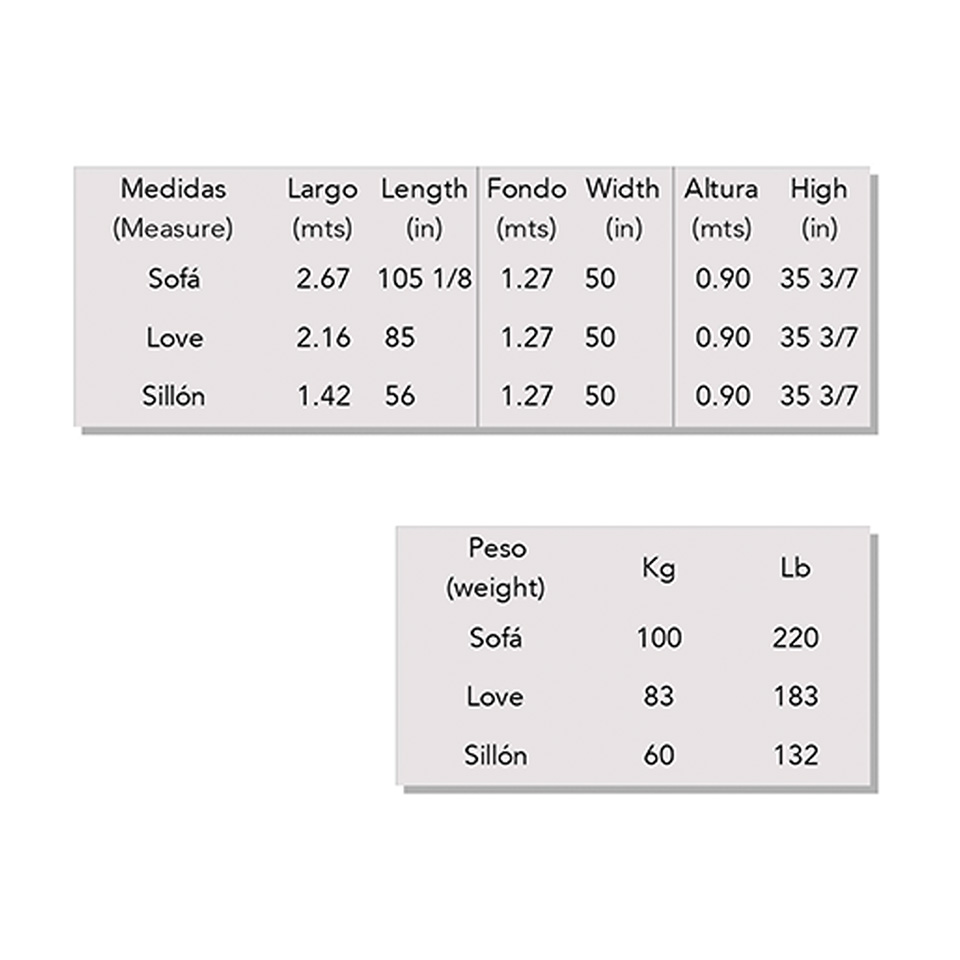 Medidas Largo Length Fondo Width Altura High
(Measure) (mts) (in) (mts) (in) (mts) (in)
Sofá 2.67 105 1/8 1.27 50 0.90 35 3/7
Love 2.16 85 1.27 50 0.90 35 3/7
Sillón 1.42 56 1.27 50 0.90 35 3/7
Peso
(weight) Kg Lb
Sofá 100 220
Love 83 183
Sillón 60 132